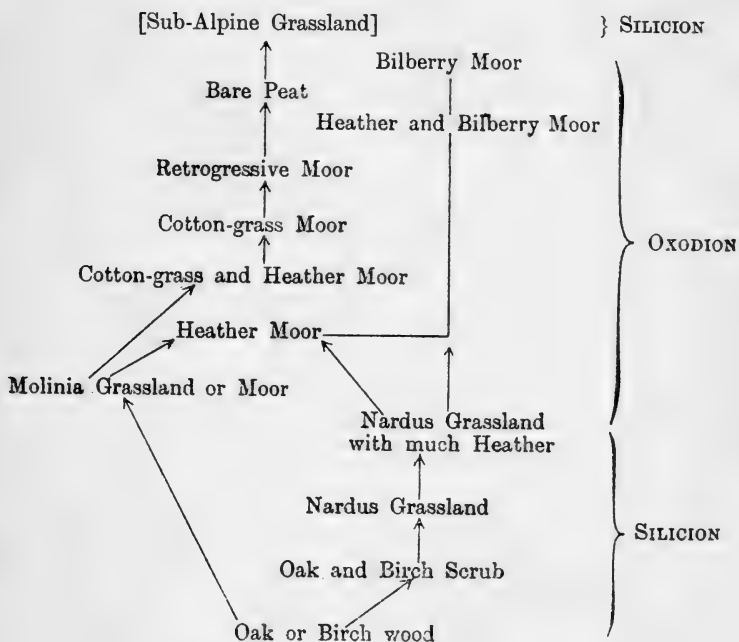 [Sub-Alpine Grassland]
} SILICION
Bilberry Moor
Bare Peat
Heather and Bilberry Moor
Retrogressive Moor
Cotton-grass Moor
OXODION
Cotton-grass and Heather Moor
Heather Moor
Molinia Grassland or Moor
Nardus Grassland
with much Heather
Nardus Grassland
SILICION
Oak and Birch Scrub
Oak or Birch wood